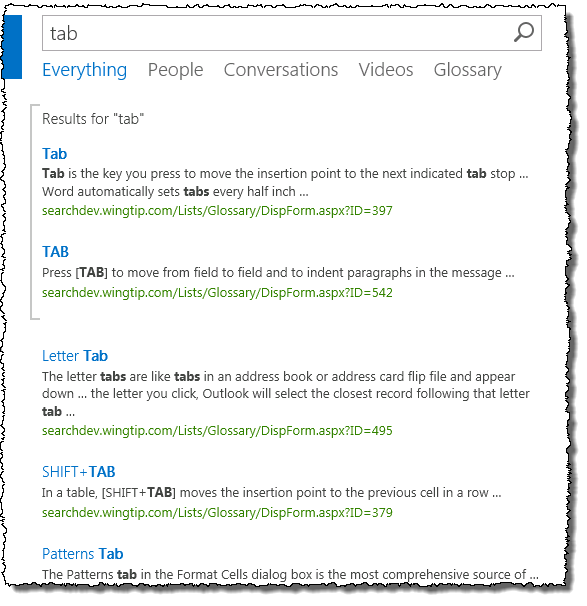 tab
Everything People Conversations Videos Glossary
Results for "tab"
Tab
Tab is the key you press to move the insertion point to the next indicated tab stop ...
Word automatically sets tabs every half inch ...
searchdev.wingtip.com/Lists/Glossary/DispForm.aspx?ID=397
TAB
Press [TAB] to move from field to field and to indent paragraphs in the message ...
searchdev.wingtip.com/Lists/Glossary/DispForm.aspx?ID=542
Letter Tab
The letter tabs are like tabs in an address book or address card flip file and appear
down ... the letter you click, Outlook will select the closest record following that letter
tab ...
searchdev.wingtip.com/Lists/Glossary/DispForm.aspx?ID=495
SHIFT+TAB
In a table, [SHIFT+TAB] moves the insertion point to the previous cell in a row ...
searchdev.wingtip.com/Lists/Glossary/DispForm.aspx?ID=379
Patterns Tab
The Patterns tab in the Format Cells dialog box is the most comprehensive source of ...